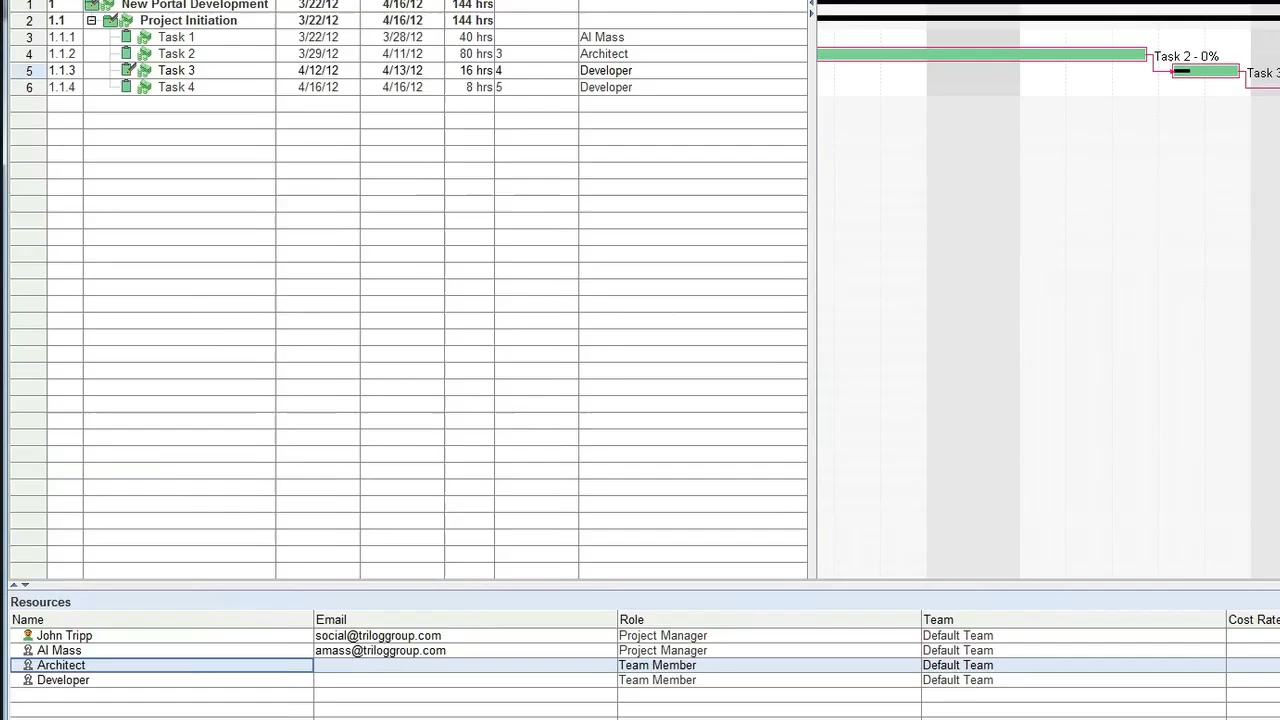 1 1 New Portal Development 3/22/12 4/16/12 144 hrs
2 1.1 Project Initiation 3/22/12 4/16/12 144 hrs
3 1.1.1 Task 1 3/22/12 3/28/12 40 hrs Al Mass
4 1.1.2 Task 2 3/29/12 4/11/12 80 hrs 3 Architect Task 2 - 0%
5 1.1.3 Task 3 4/12/12 4/13/12 16 hrs 4 Developer Task 3
6 1.1.4 Task 4 4/16/12 4/16/12 8 hrs 5 Developer
Resources
Name Email Role Team Cost Rate
John Tripp social@triloggroup.com Project Manager Default Team
Al Mass amass@triloggroup.com Project Manager Default Team
Architect Team Member Default Team
Developer Team Member Default Team